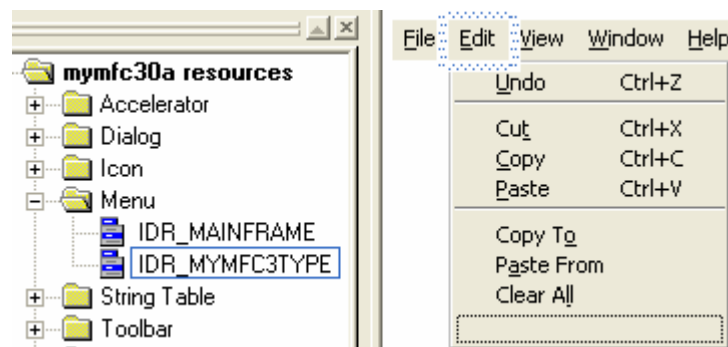 mymfc30a resources
Accelerator
Dialog
Icon
Menu
IDR_MAINFRAME
IDR_MYMFC3TYPE
String Table
Toolbar
File Edit View Window Help
Undo Ctrl+Z
Cut Ctrl+X
Copy Ctrl+C
Paste Ctrl+V
Copy To
Paste From
Clear All